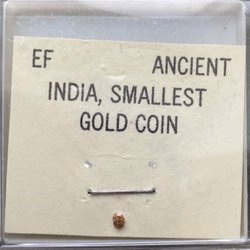 EF ANCIENT
INDIA, SMALLEST
GOLD COIN